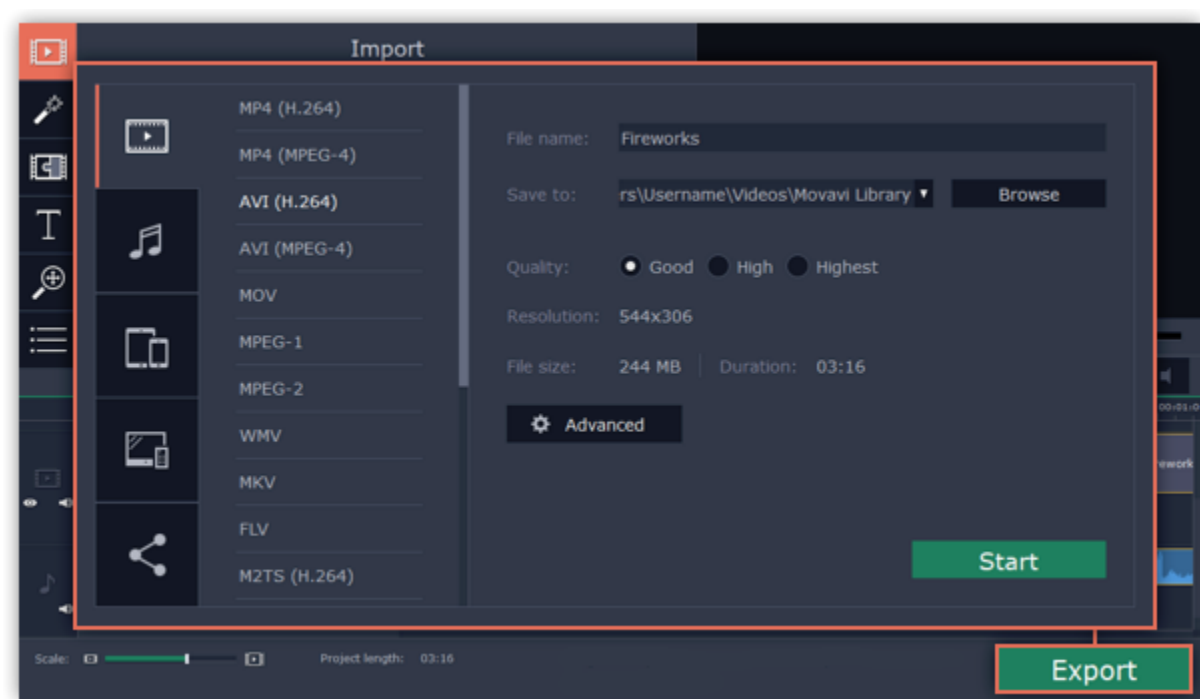 Import
MP4 (H.264)
MP4 (MPEG-4)
AVI (H.264)
AVI (MPEG-4)
MOV
MPEG-1
MPEG-2
WMV
MKV
FLV
M2TS (H.264)
File name: Fireworks
Save to: rs\Username\Videos\Movavi Library ▼ Browse
Quality: Good High Highest
Resolution: 544x306
File size: 244 MB Duration: 03:16
Advanced
Start
T
Scale: Project length: 03:16
Export